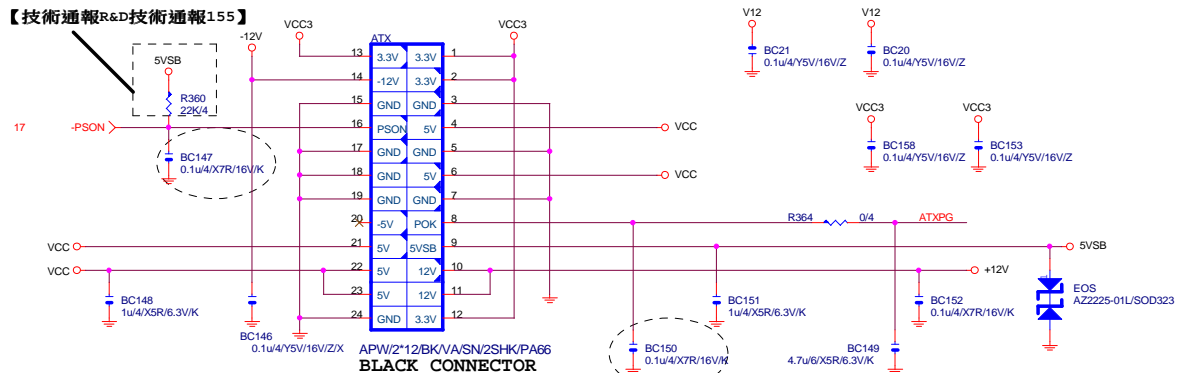 【技術通報R&D技術通報155】
5VSB
R360
22K/4
17
-PSON
BC147
0.1u/4/X7R/16V/K
-12V
VCC3
VCC3
ATX
13 3.3V 3.3V 1
14 -12V 3.3V 2
15 GND GND 3
16 PSON 5V 4
17 GND GND 5
18 GND 5V 6
19 GND GND 7
20 -5V POK 8
21 5V 5VSB 9
22 5V 12V 10
23 5V 12V 11
24 GND 3.3V 12
APW/2*12/BK/VA/SN/2SHK/PA66
BLACK CONNECTOR
VCC
VCC
BC148
1u/4/X5R/6.3V/K
BC146
0.1u/4/Y5V/16V/Z/X
VCC
VCC
V12
BC21
0.1u/4/Y5V/16V/Z
V12
BC20
0.1u/4/Y5V/16V/Z
VCC3
BC158
0.1u/4/Y5V/16V/Z
VCC3
BC153
0.1u/4/Y5V/16V/Z
R364 0/4 ATXPG
5VSB
+12V
BC151
1u/4/X5R/6.3V/K
BC152
0.1u/4/X7R/16V/K
EOS
AZ2225-01L/SOD323
BC150
0.1u/4/X7R/16V/K
BC149
4.7u/6/X5R/6.3V/K